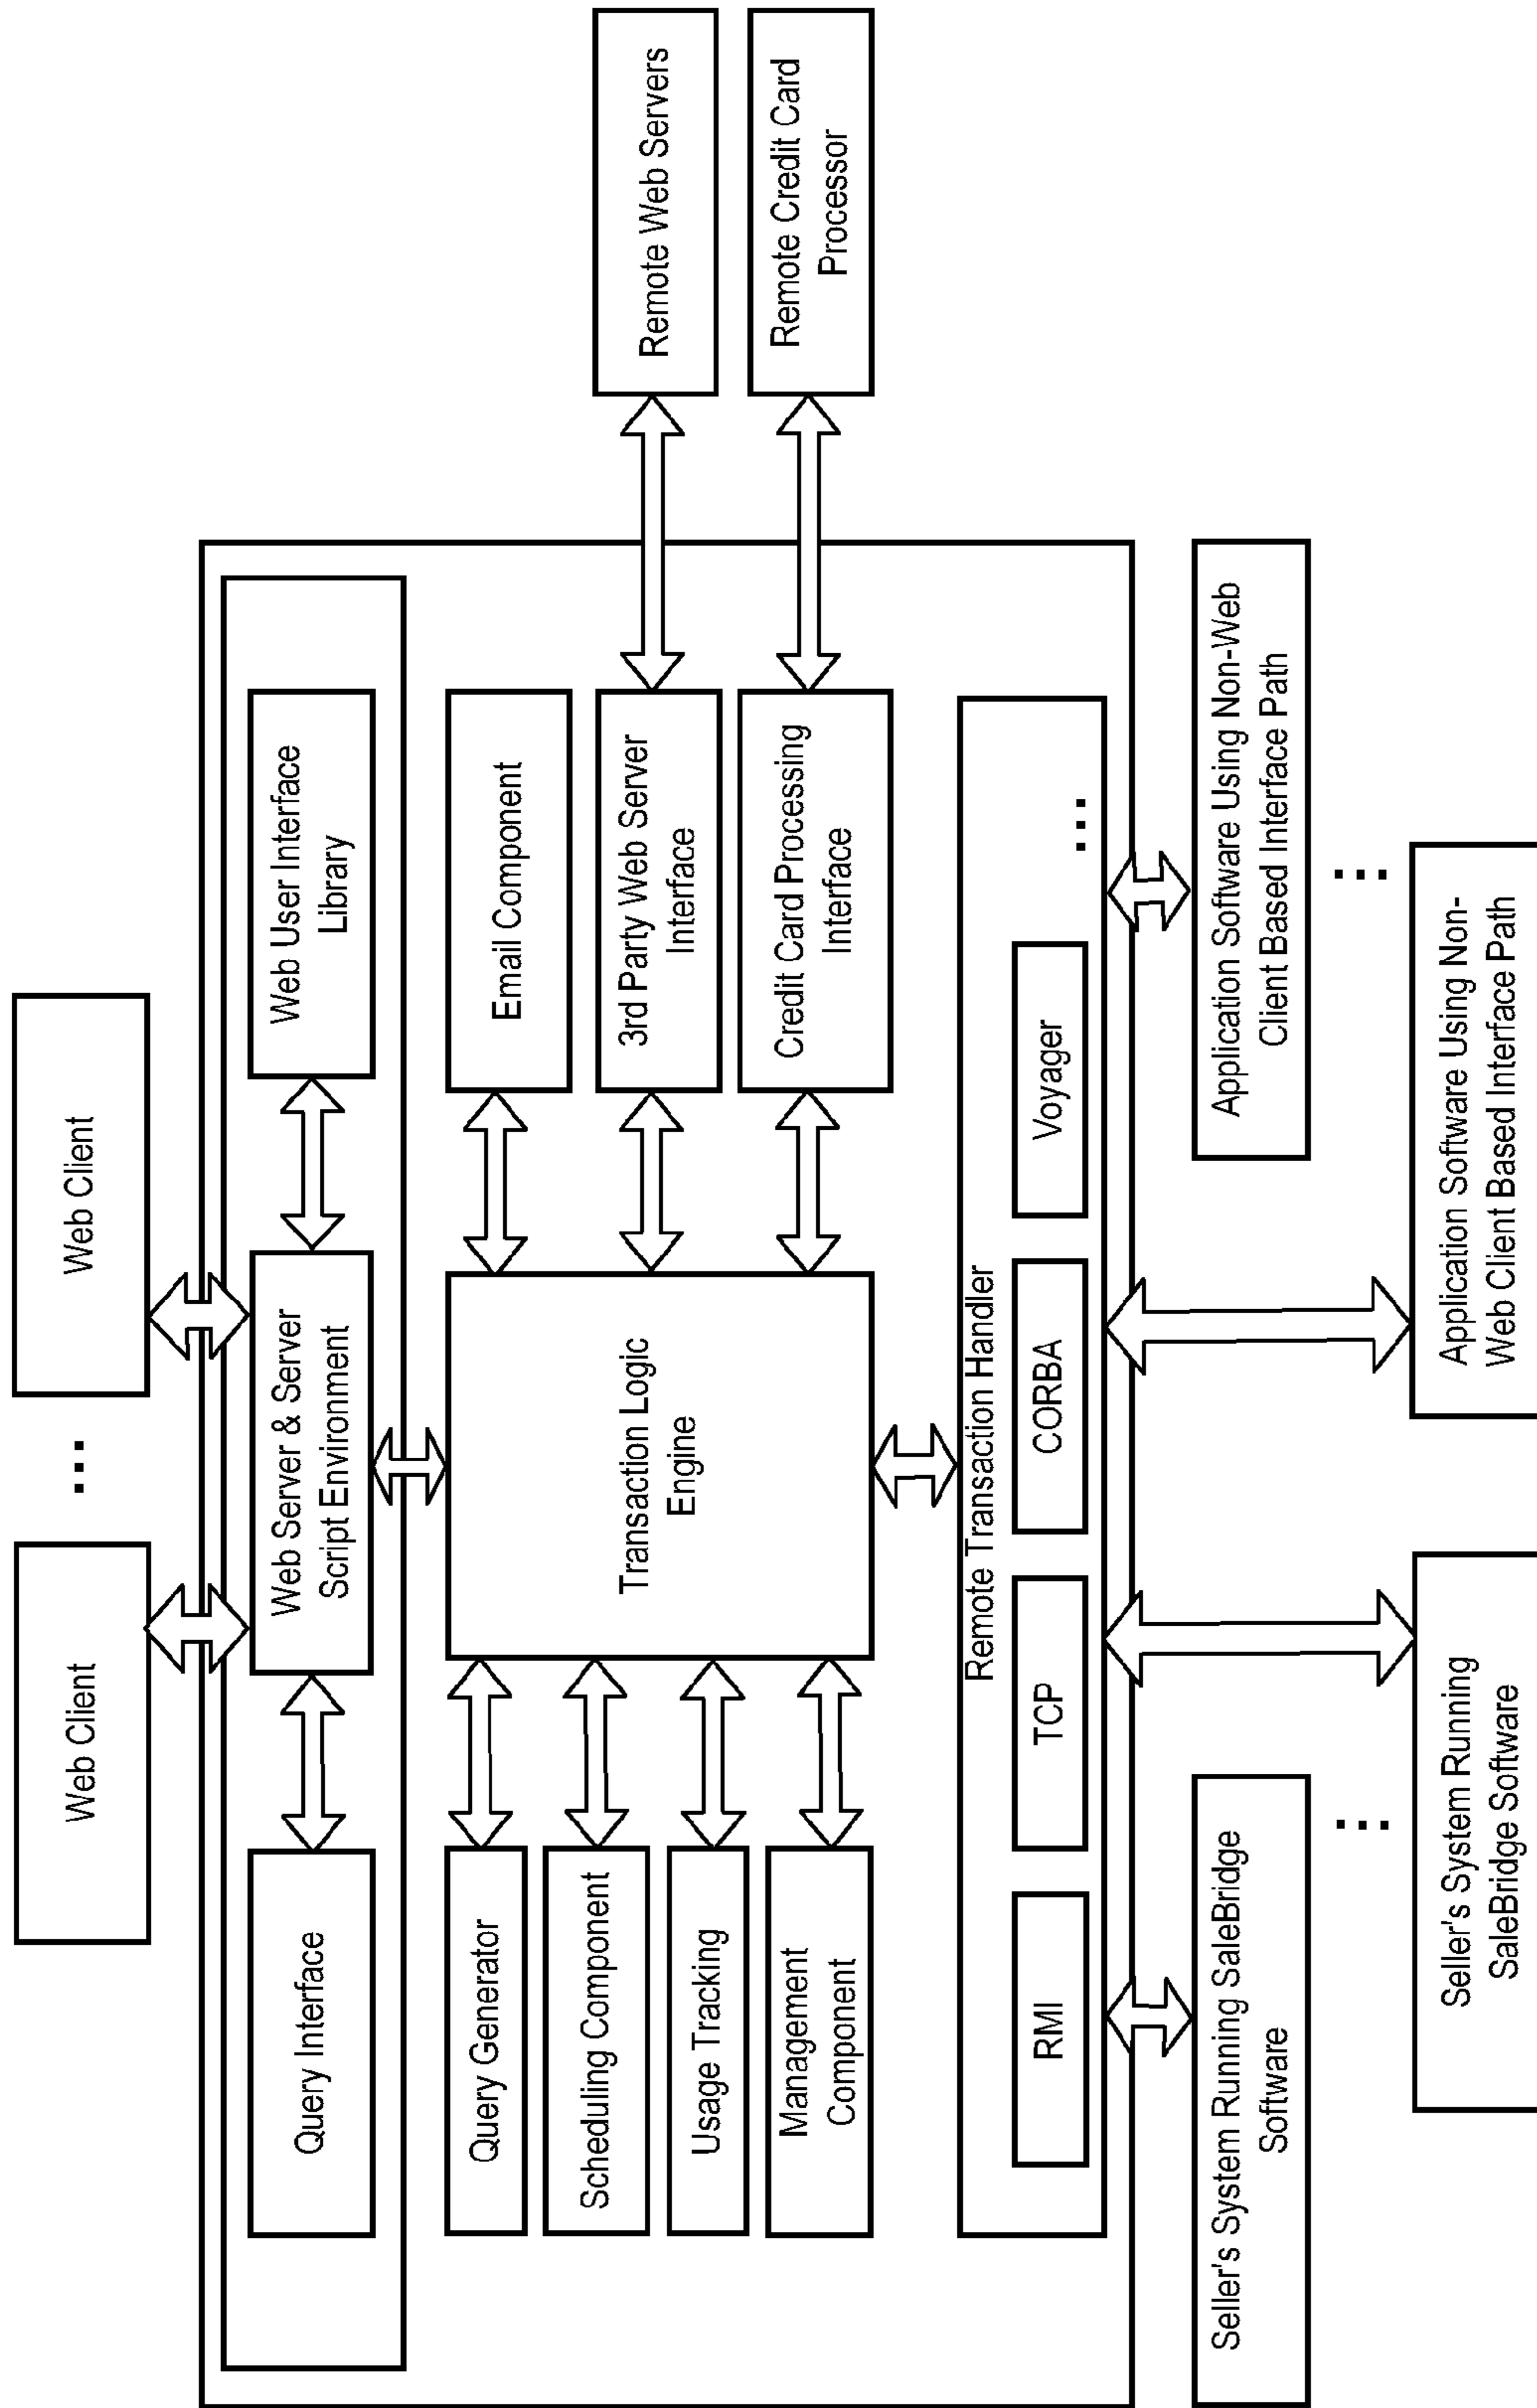 Web Client
...
Web Client
Query Interface
Web Server & Server
Script Environment
Web User Interface
Library
Query Generator
Scheduling Component
Usage Tracking
Management
Component
Transaction Logic
Engine
Email Component
3rd Party Web Server
Interface
Credit Card Processing
Interface
Remote Web Servers
Remote Credit Card
Processor
Remote Transaction Handler
RMI
TCP
CORBA
Voyager
...
Seller's System Running SaleBridge
Software
...
Seller's System Running
SaleBridge Software
Application Software Using Non-Web
Client Based Interface Path
...
Application Software Using Non-
Web Client Based Interface Path